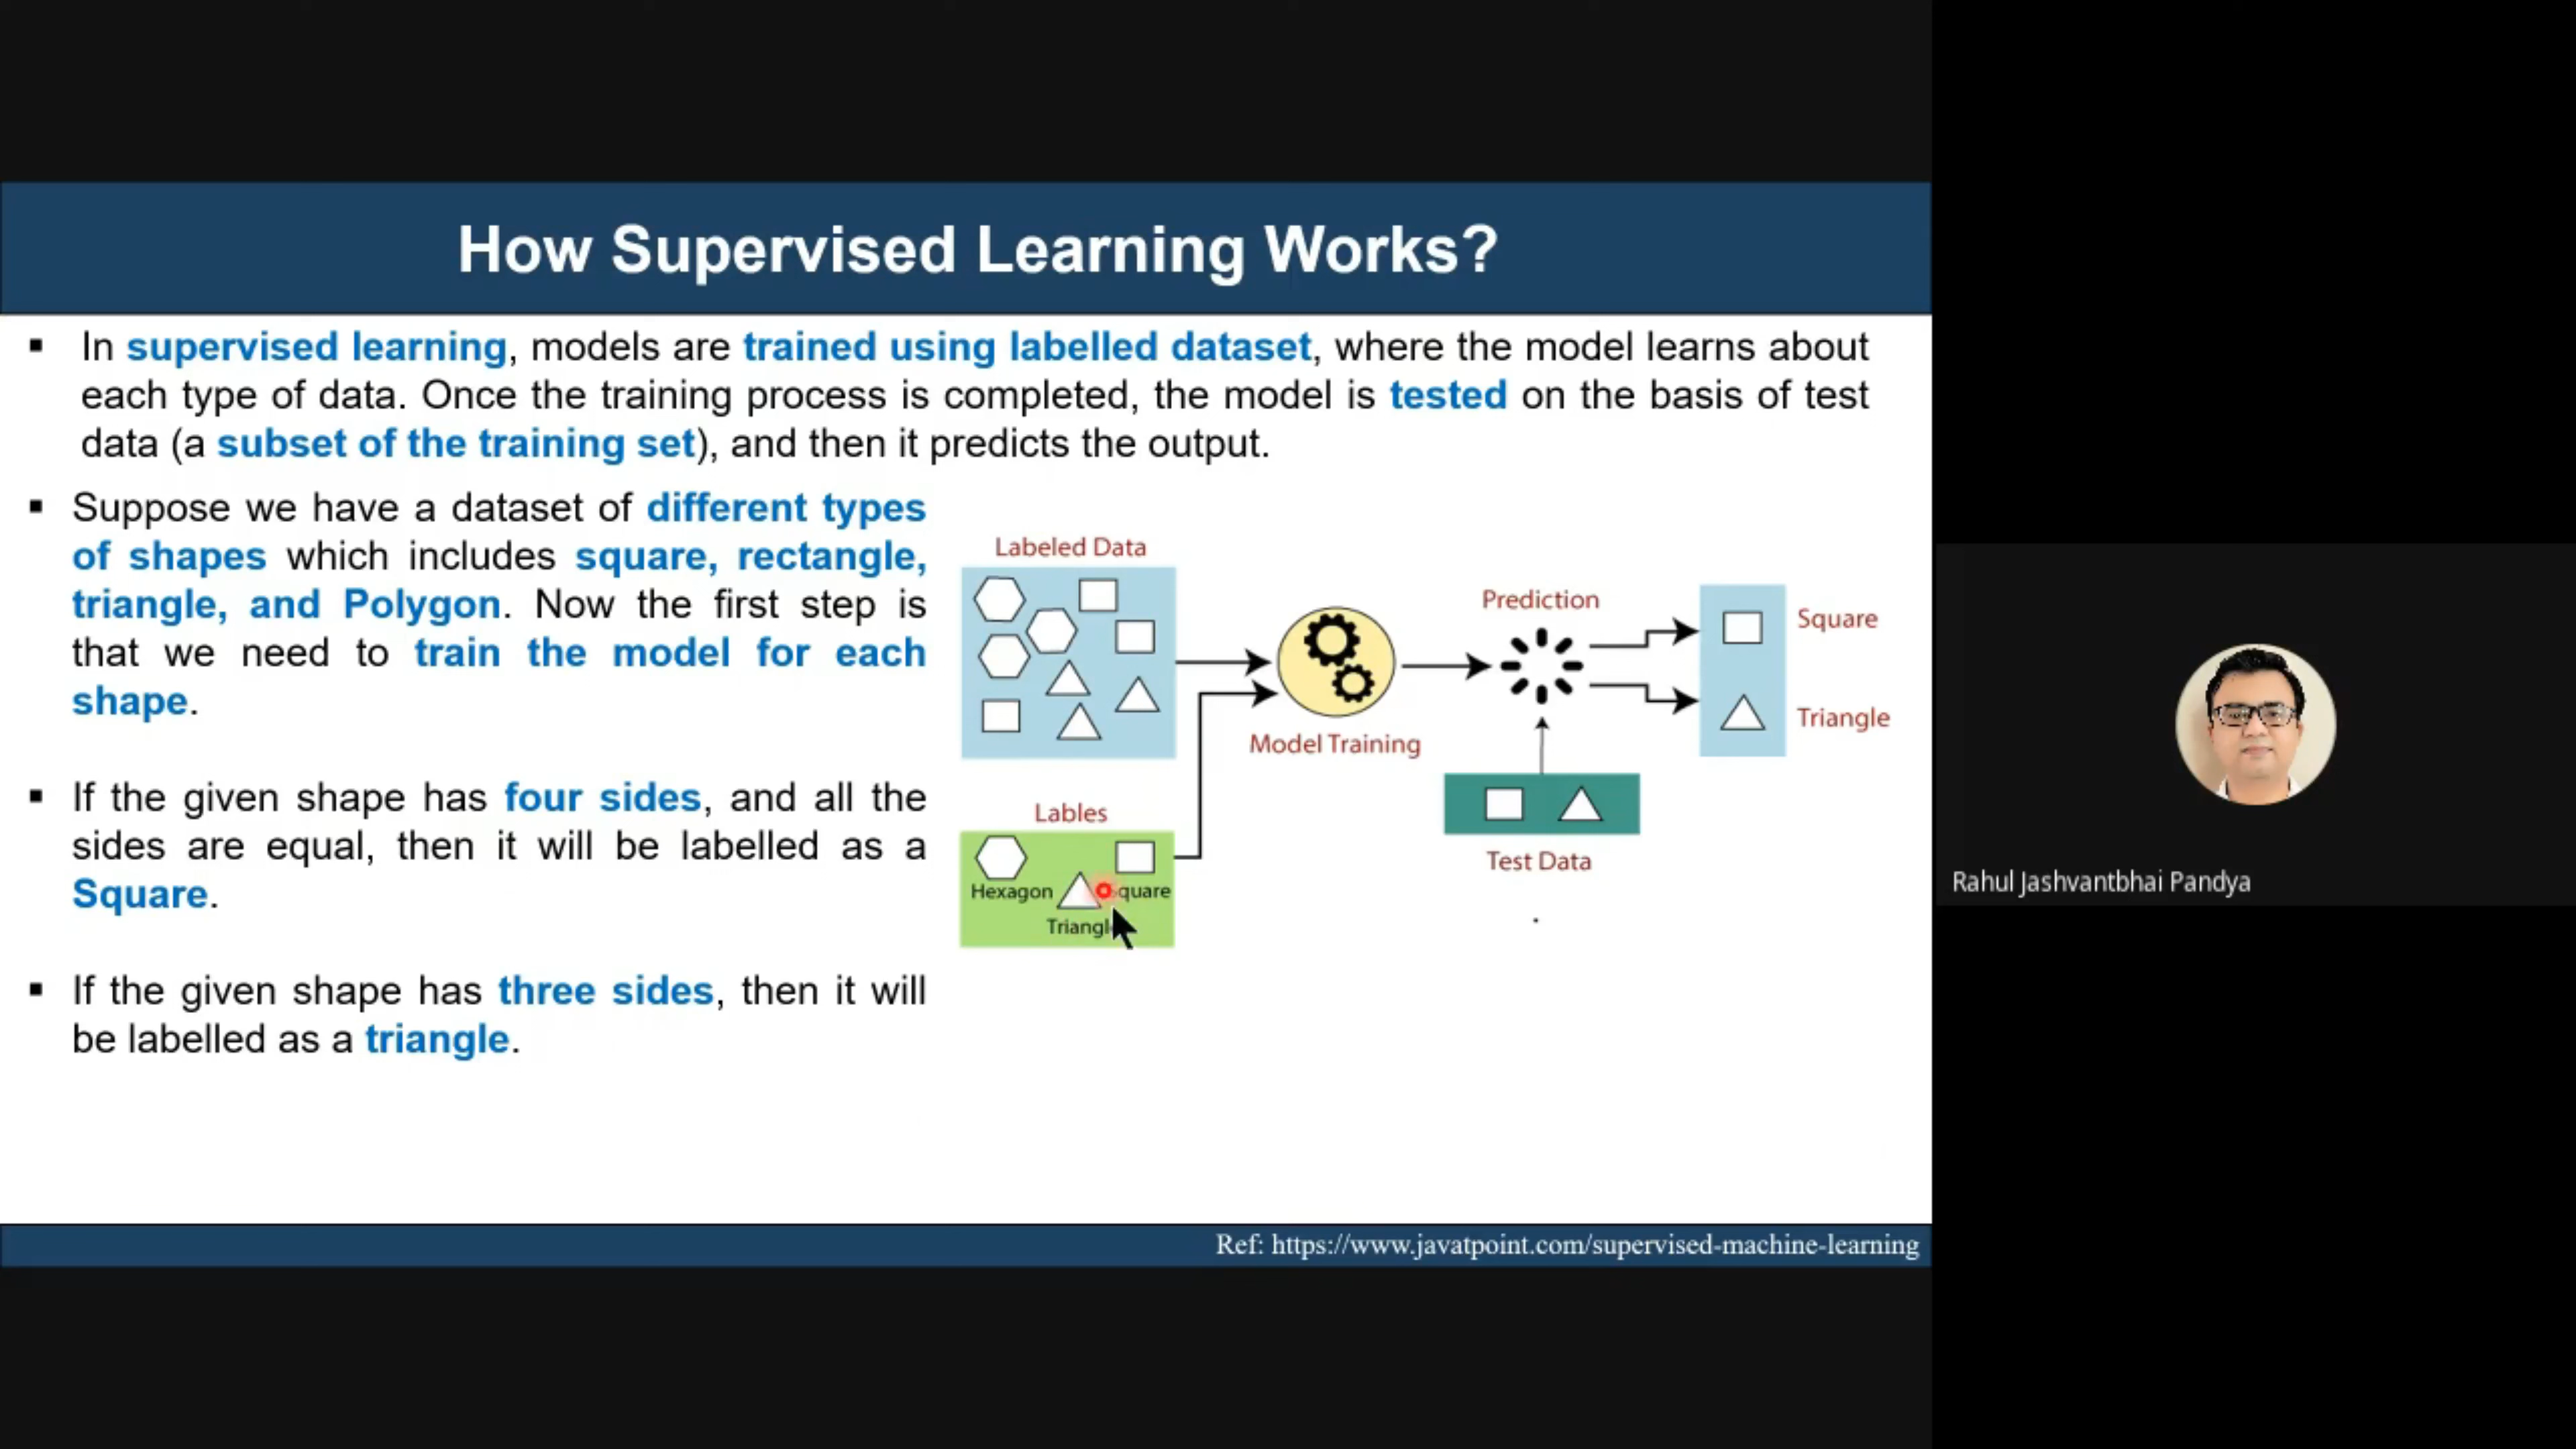 How Supervised Learning Works?
▪ In supervised learning, models are trained using labelled dataset, where the model learns about
each type of data. Once the training process is completed, the model is tested on the basis of test
data (a subset of the training set), and then it predicts the output.
▪ Suppose we have a dataset of different types
of shapes which includes square, rectangle,
triangle, and Polygon. Now the first step is
that we need to train the model for each
shape.
▪ If the given shape has four sides, and all the
sides are equal, then it will be labelled as a
Square.
▪ If the given shape has three sides, then it will
be labelled as a triangle.
Labeled Data
Lables
Hexagon
quare
Triangl
Model Training
Prediction
Test Data
Square
Triangle
Ref: https://www.javatpoint.com/supervised-machine-learning
Rahul Jashvantbhai Pandya